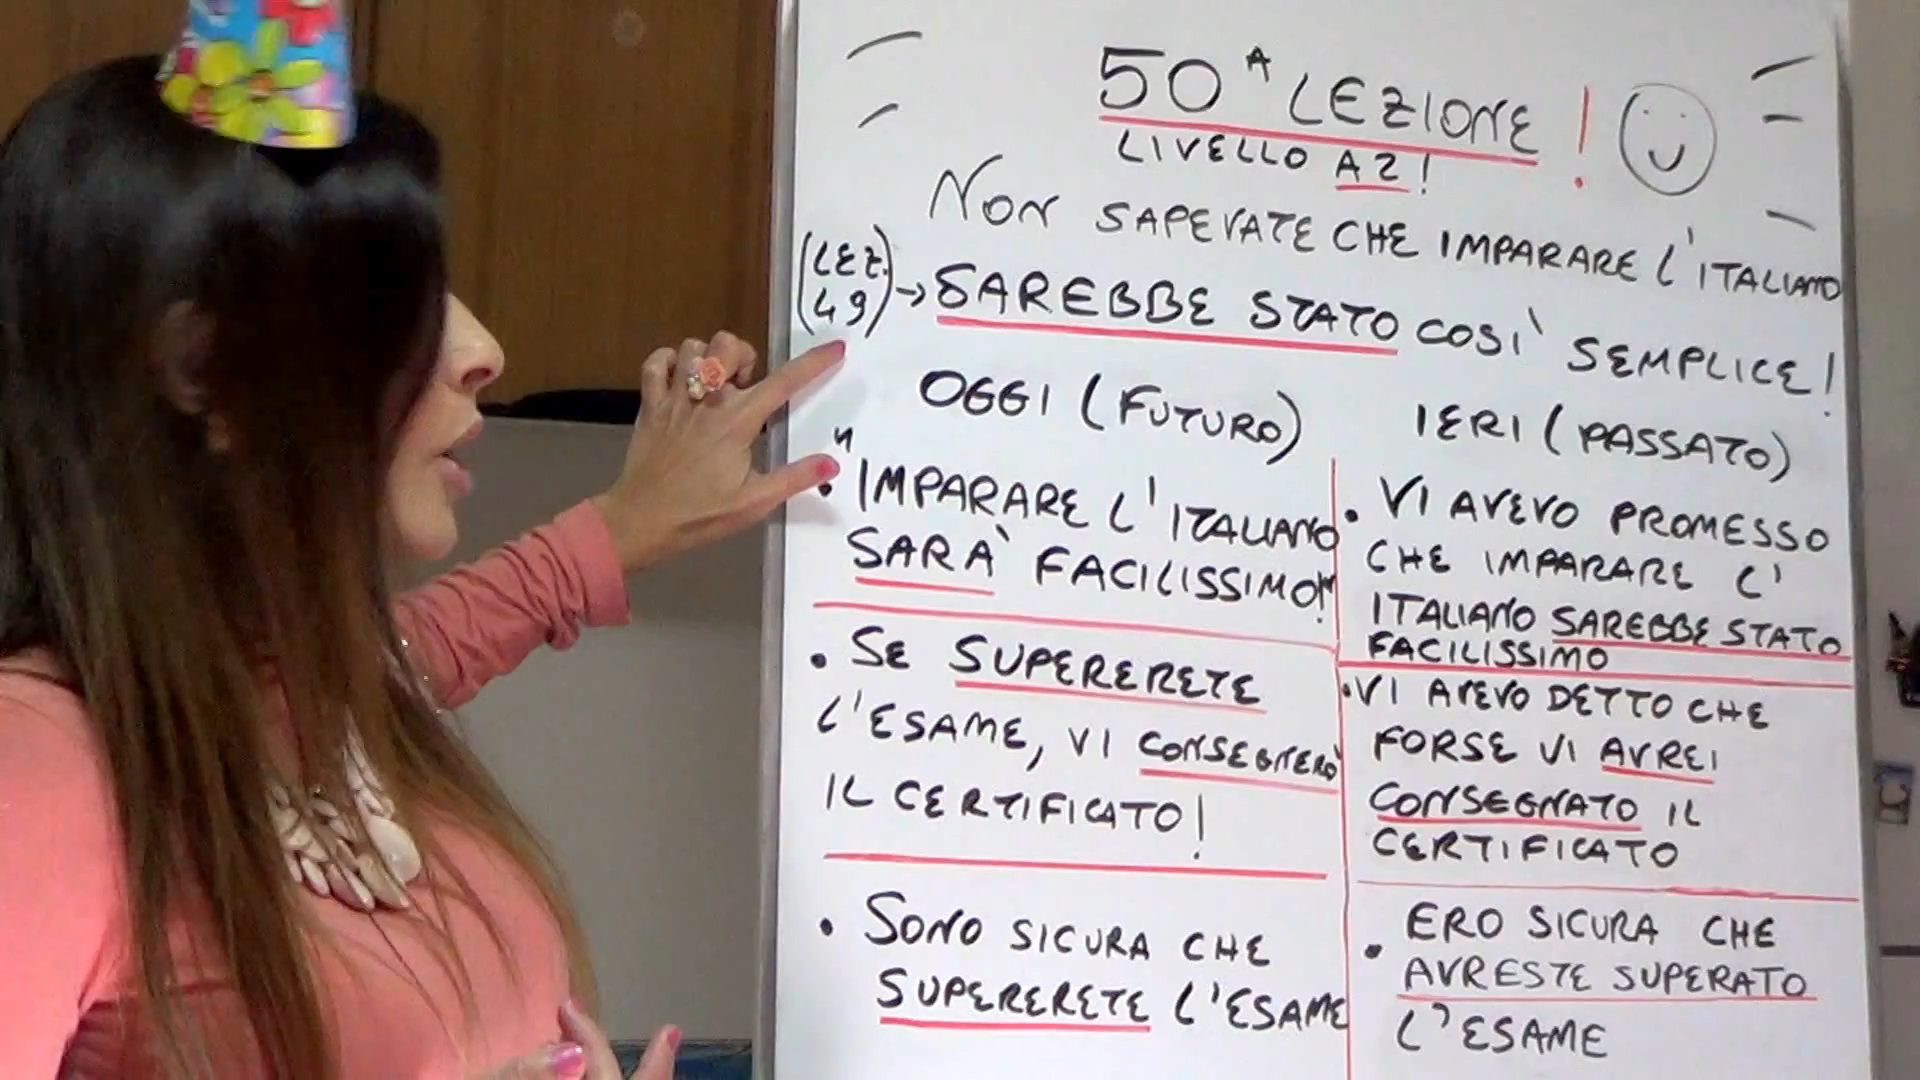 50ª LEZIONE!
LIVELLO A2!
NON SAPEVATE CHE IMPARARE L'ITALIANO
(LEZ. 49) → SAREBBE STATO COSI' SEMPLICE!
OGGI (FUTURO)
• "IMPARARE L'ITALIANO
SARA' FACILISSIMO!"
• SE SUPERERETE
L'ESAME, VI CONSEGNERO'
IL CERTIFICATO!
• SONO SICURA CHE
SUPERERETE L'ESAME
IERI (PASSATO)
• VI AVEVO PROMESSO
CHE IMPARARE L'
ITALIANO SAREBBE STATO
FACILISSIMO
• VI AVEVO DETTO CHE
FORSE VI AVREI
CONSEGNATO IL
CERTIFICATO
• ERO SICURA CHE
AVRESTE SUPERATO
L'ESAME